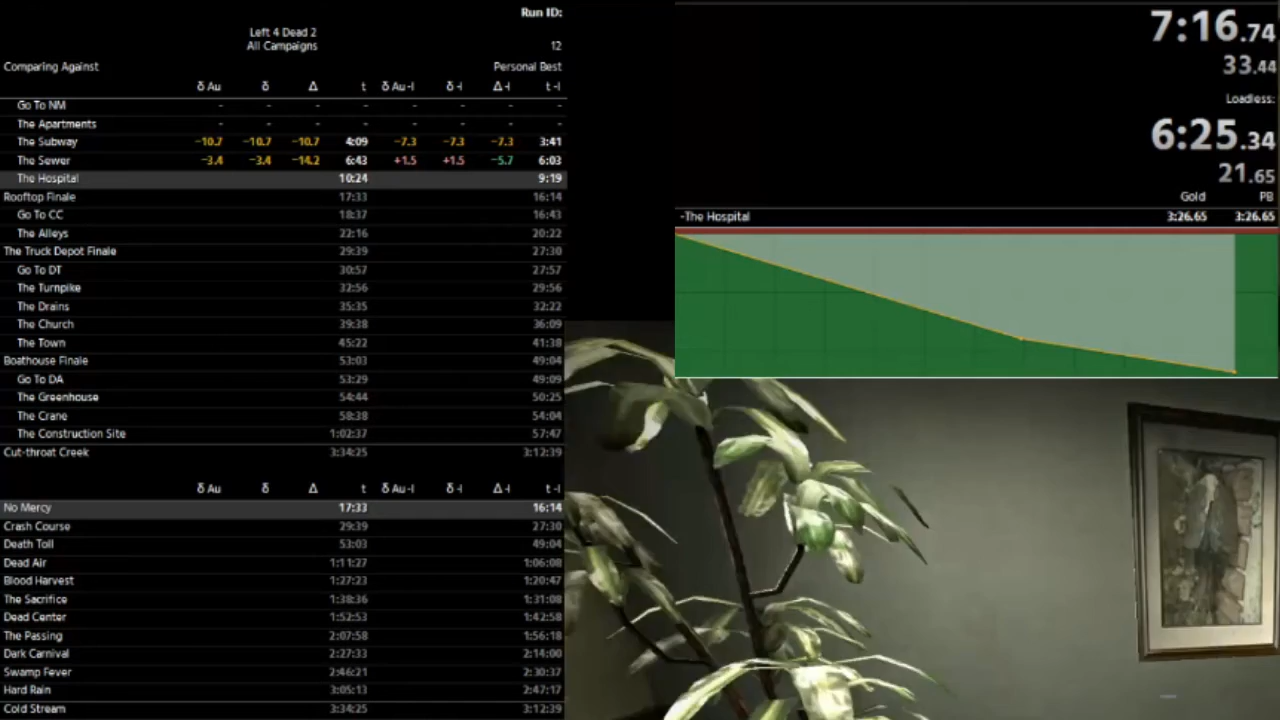 Run ID:
Left 4 Dead 2
All Campaigns
12
Comparing Against Personal Best
δ Au δ Δ t δ Au -l δ -l Δ -l t -l
Go To NM - - - - - - - -
The Apartments - - - - - - - -
The Subway −10.7 −10.7 −10.7 4:09 −7.3 −7.3 −7.3 3:41
The Sewer −3.4 −3.4 −14.2 6:43 +1.5 +1.5 −5.7 6:03
The Hospital 10:24 9:19
Rooftop Finale 17:33 16:14
Go To CC 18:37 16:43
The Alleys 22:16 20:22
The Truck Depot Finale 29:39 27:30
Go To DT 30:57 27:57
The Turnpike 32:56 29:56
The Drains 35:35 32:22
The Church 39:38 36:09
The Town 45:22 41:38
Boathouse Finale 53:03 49:04
Go To DA 53:29 49:09
The Greenhouse 54:44 50:25
The Crane 58:38 54:04
The Construction Site 1:02:37 57:47
Cut-throat Creek 3:34:25 3:12:39
δ Au δ Δ t δ Au -l δ -l Δ -l t -l
No Mercy 17:33 16:14
Crash Course 29:39 27:30
Death Toll 53:03 49:04
Dead Air 1:11:27 1:06:08
Blood Harvest 1:27:23 1:20:47
The Sacrifice 1:38:36 1:31:08
Dead Center 1:52:53 1:42:58
The Passing 2:07:58 1:56:18
Dark Carnival 2:27:33 2:14:00
Swamp Fever 2:46:21 2:30:37
Hard Rain 3:05:13 2:47:17
Cold Stream 3:34:25 3:12:39
7:16.74
33.44
Loadless:
6:25.34
21.65
Gold PB
-The Hospital 3:26.65 3:26.65